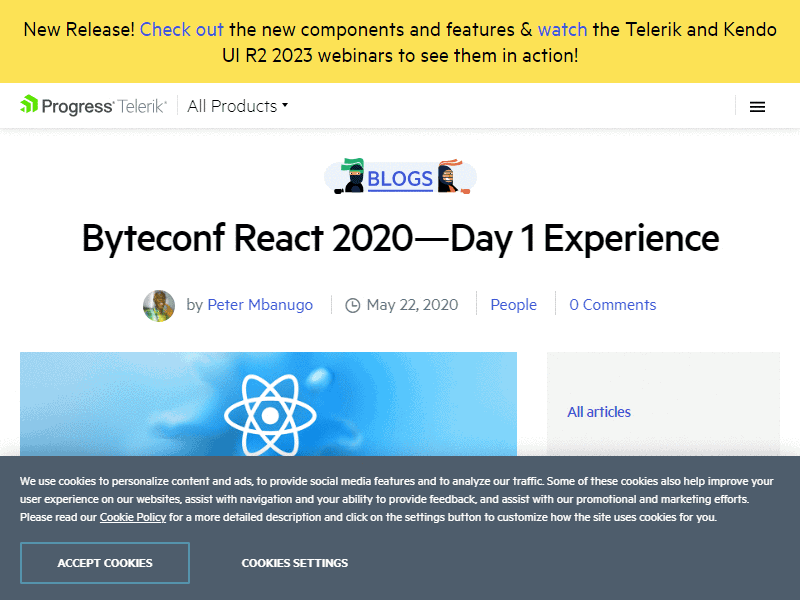 New Release! Check out the new components and features & watch the Telerik and Kendo
UI R2 2023 webinars to see them in action!
Progress Telerik
All Products
BLOGS
Byteconf React 2020—Day 1 Experience
by Peter Mbanugo
May 22, 2020
People
0 Comments
All articles
We use cookies to personalize content and ads, to provide social media features and to analyze our traffic. Some of these cookies also help improve your
user experience on our websites, assist with navigation and your ability to provide feedback, and assist with our promotional and marketing efforts.
Please read our Cookie Policy for a more detailed description and click on the settings button to customize how the site uses cookies for you.
ACCEPT COOKIES
COOKIES SETTINGS